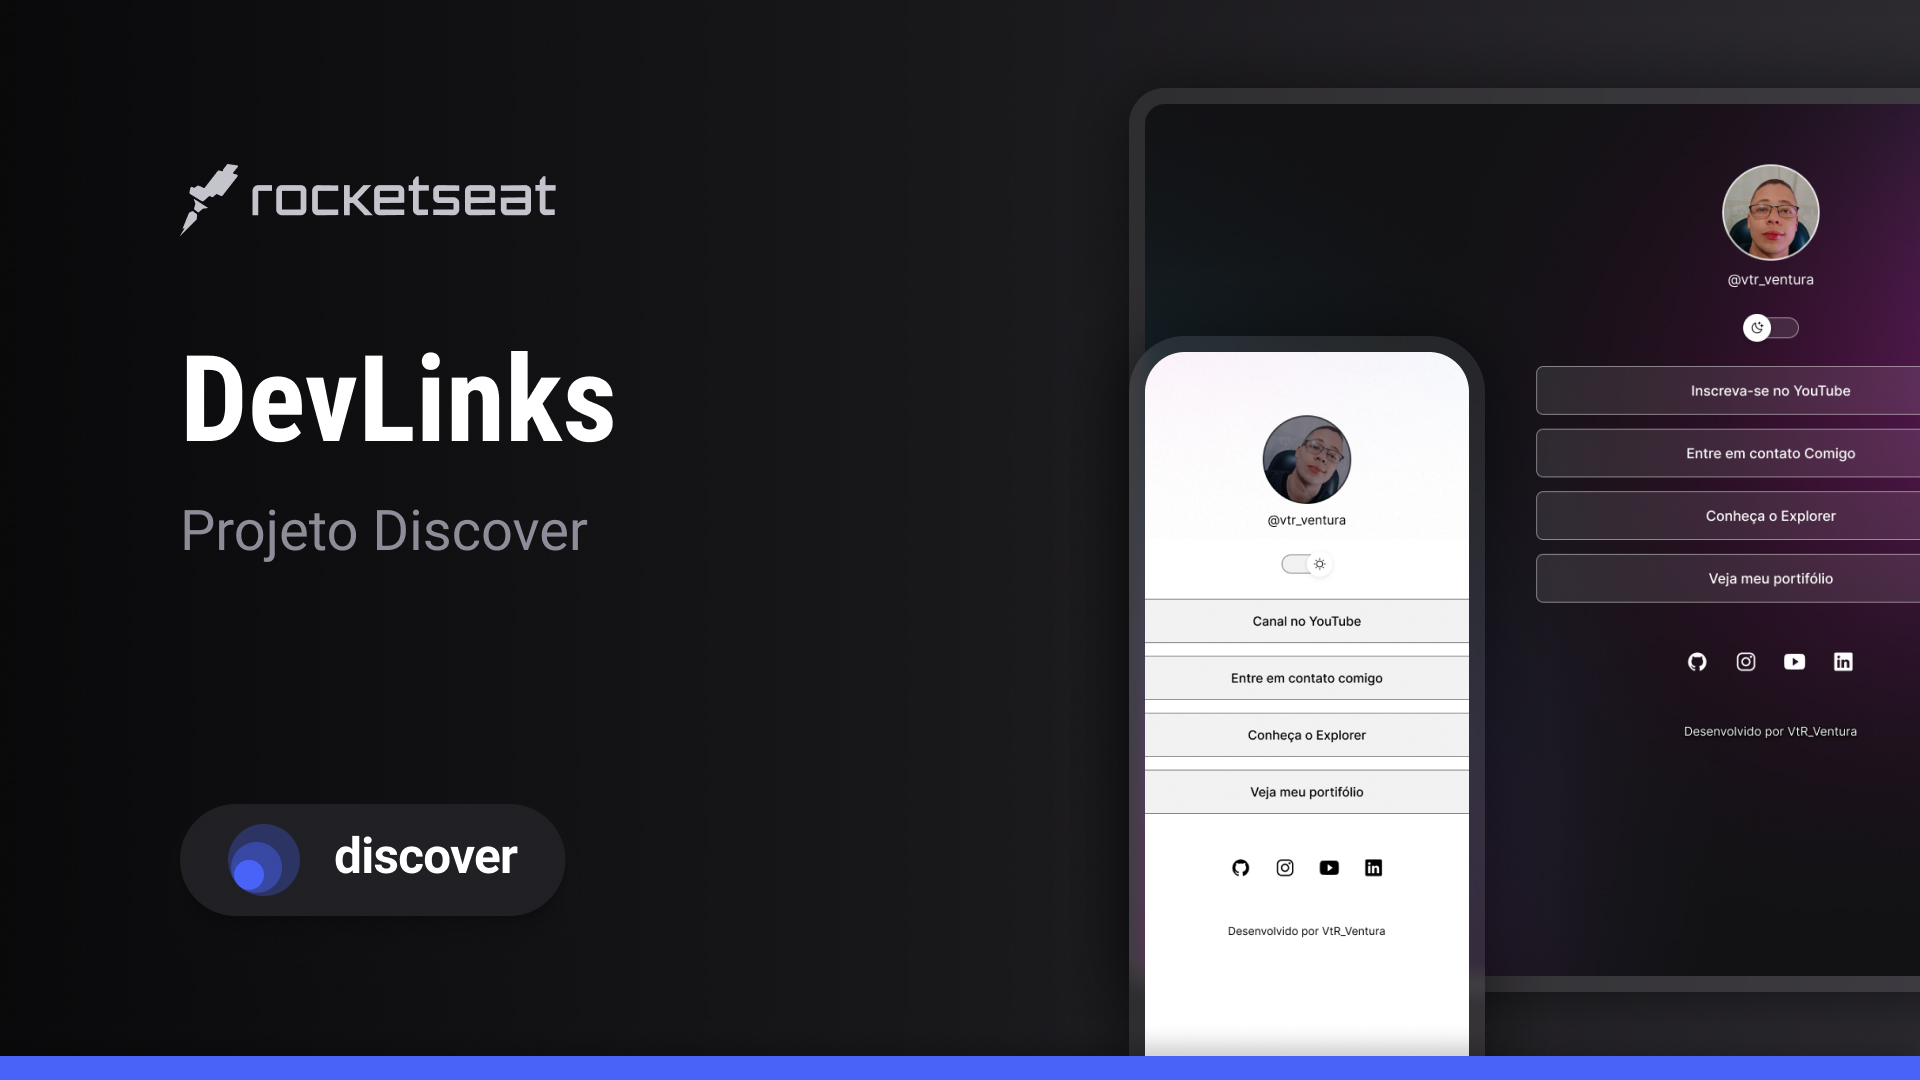 rocketseat
DevLinks
Projeto Discover
discover
@vtr_ventura
Canal no YouTube
Entre em contato comigo
Conheça o Explorer
Veja meu portifólio
Desenvolvido por VtR_Ventura
@vtr_ventura
Inscreva-se no YouTube
Entre em contato Comigo
Conheça o Explorer
Veja meu portifólio
in
Desenvolvido por VtR_Ventura